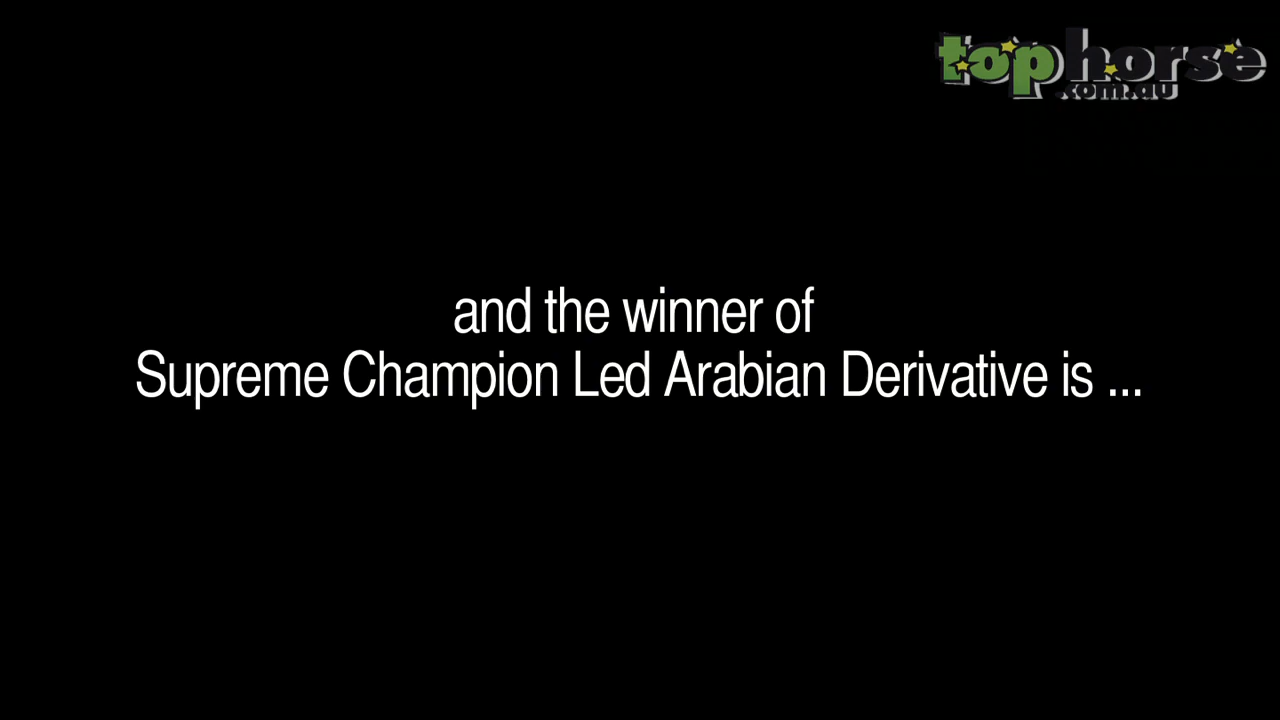 tophorse
.com.au
and the winner of
Supreme Champion Led Arabian Derivative is ...